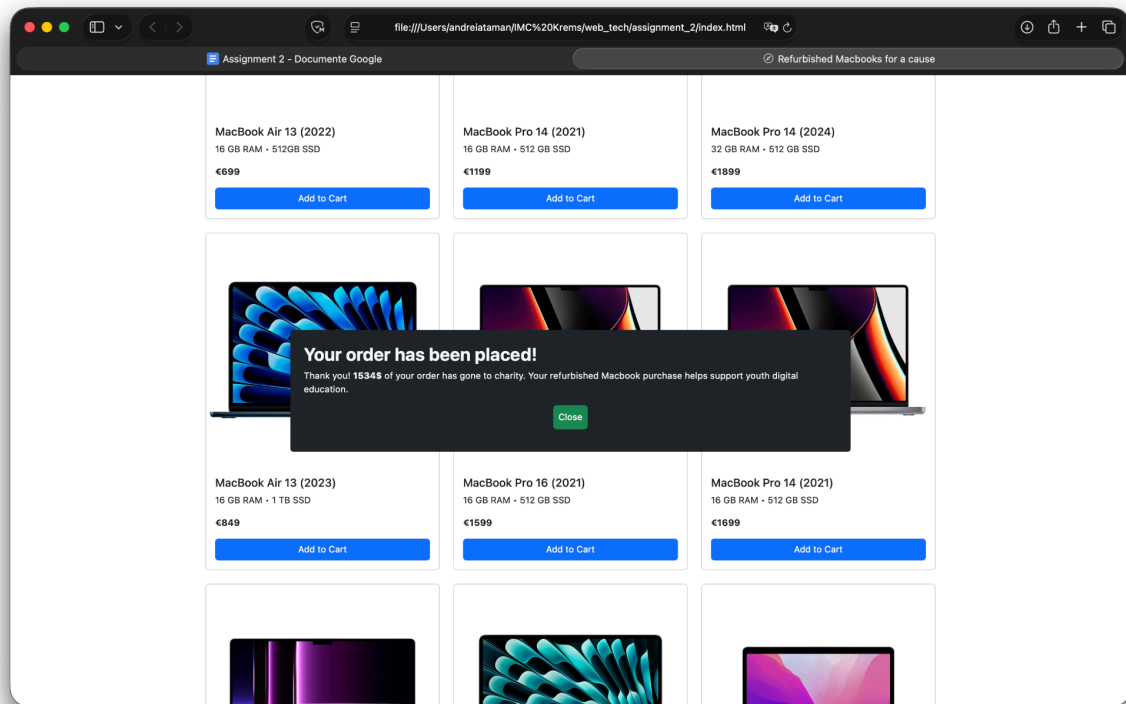 file:///Users/andreiataman/IMC%20Krems/web_tech/assignment_2/index.html
Assignment 2 - Documente Google
Refurbished Macbooks for a cause
MacBook Air 13 (2022)
16 GB RAM • 512GB SSD
€699
Add to Cart
MacBook Pro 14 (2021)
16 GB RAM • 512 GB SSD
€1199
Add to Cart
MacBook Pro 14 (2024)
32 GB RAM • 512 GB SSD
€1899
Add to Cart
Your order has been placed!
Thank you! 1534$ of your order has gone to charity. Your refurbished Macbook purchase helps support youth digital
education.
Close
MacBook Air 13 (2023)
16 GB RAM • 1 TB SSD
€849
Add to Cart
MacBook Pro 16 (2021)
16 GB RAM • 512 GB SSD
€1599
Add to Cart
MacBook Pro 14 (2021)
16 GB RAM • 512 GB SSD
€1699
Add to Cart